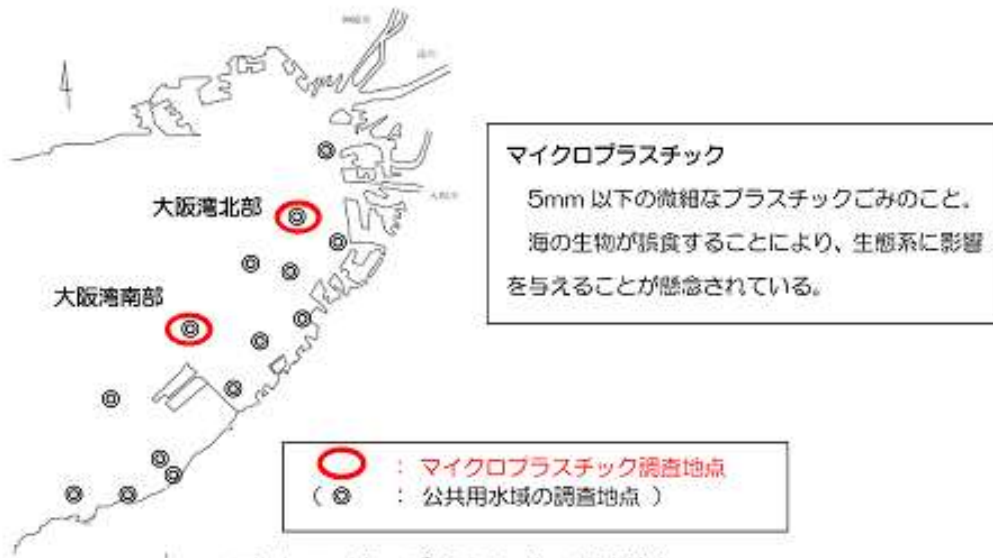 大阪湾北部
大阪湾南部
マイクロプラスチック
5mm 以下の微細なプラスチックごみのこと。
海の生物が誤食することにより、生態系に影響
を与えることが懸念されている。
： マイクロプラスチック調査地点
（ ◎ ： 公共用水域の調査地点 ）